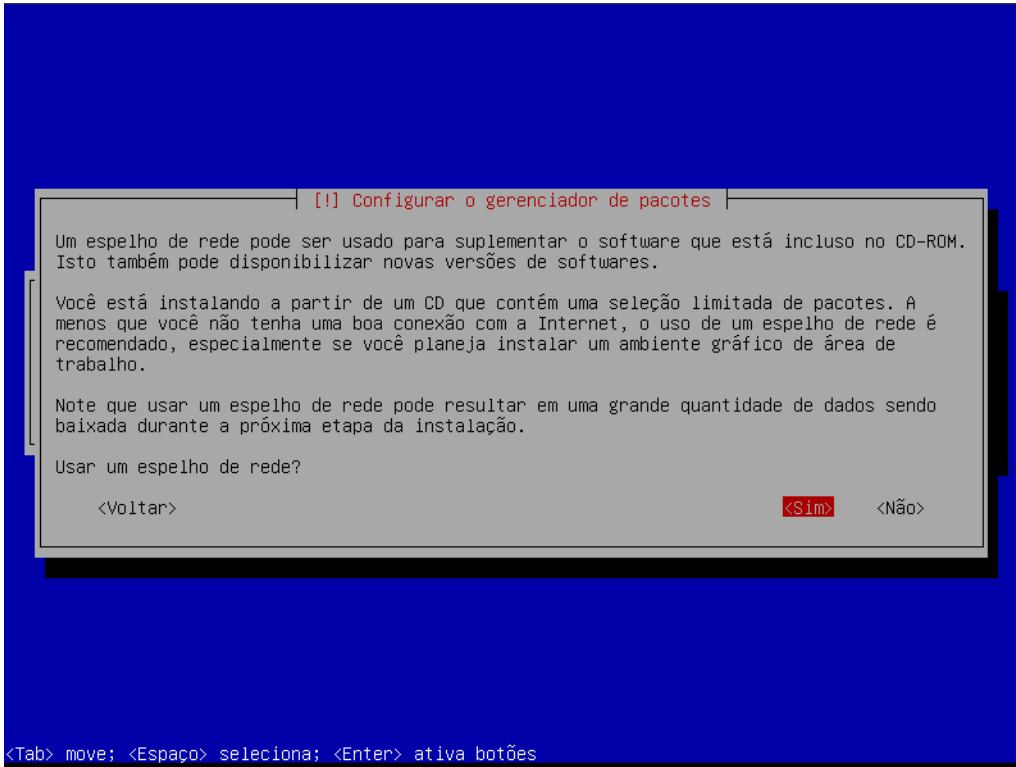 [!] Configurar o gerenciador de pacotes
Um espelho de rede pode ser usado para suplementar o software que está incluso no CD-ROM.
Isto também pode disponibilizar novas versões de softwares.
Você está instalando a partir de um CD que contém uma seleção limitada de pacotes. A
menos que você não tenha uma boa conexão com a Internet, o uso de um espelho de rede é
recomendado, especialmente se você planeja instalar um ambiente gráfico de área de
trabalho.
Note que usar um espelho de rede pode resultar em uma grande quantidade de dados sendo
baixada durante a próxima etapa da instalação.
Usar um espelho de rede?
<Voltar> <Sim> <Não>
<Tab> move; <Espaço> seleciona; <Enter> ativa botões